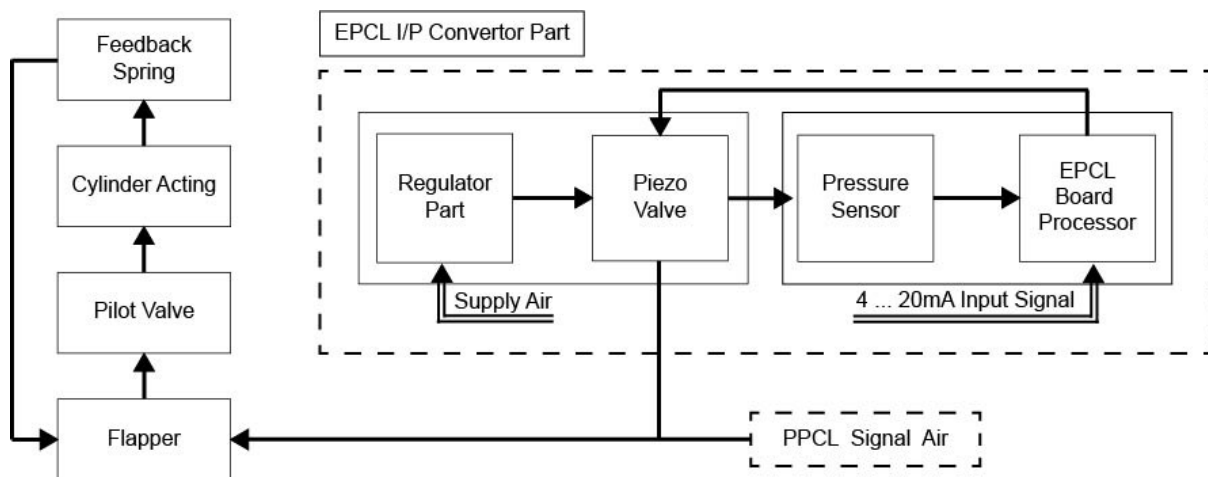 EPCL I/P Convertor Part
Feedback
Spring
Cylinder Acting
Pilot Valve
Flapper
Regulator
Part
Piezo
Valve
Pressure
Sensor
EPCL
Board
Processor
Supply Air
4 ... 20mA Input Signal
PPCL Signal Air